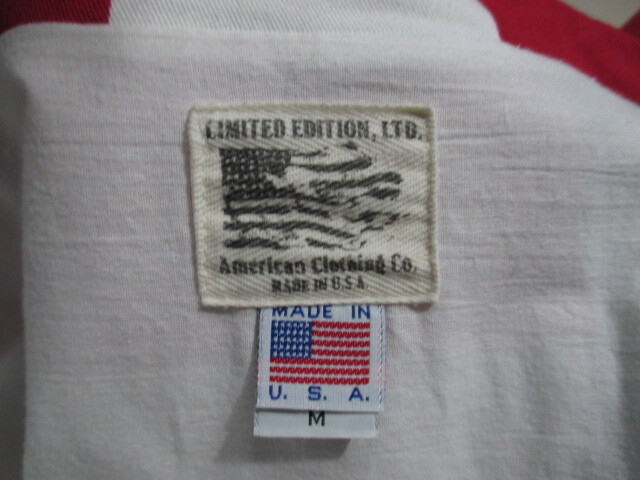 LIMITED EDITION, LTD.
American Clothing Co.
MADE IN U.S.A.
MADE IN
U. S. A.
M